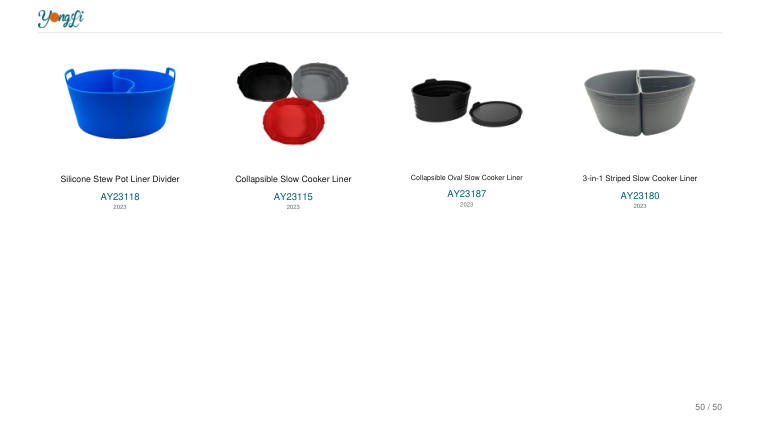 Yongli
Silicone Stew Pot Liner Divider
AY23118
2023
Collapsible Slow Cooker Liner
AY23115
2023
Collapsible Oval Slow Cooker Liner
AY23187
2023
3-in-1 Striped Slow Cooker Liner
AY23180
2023
50 / 50